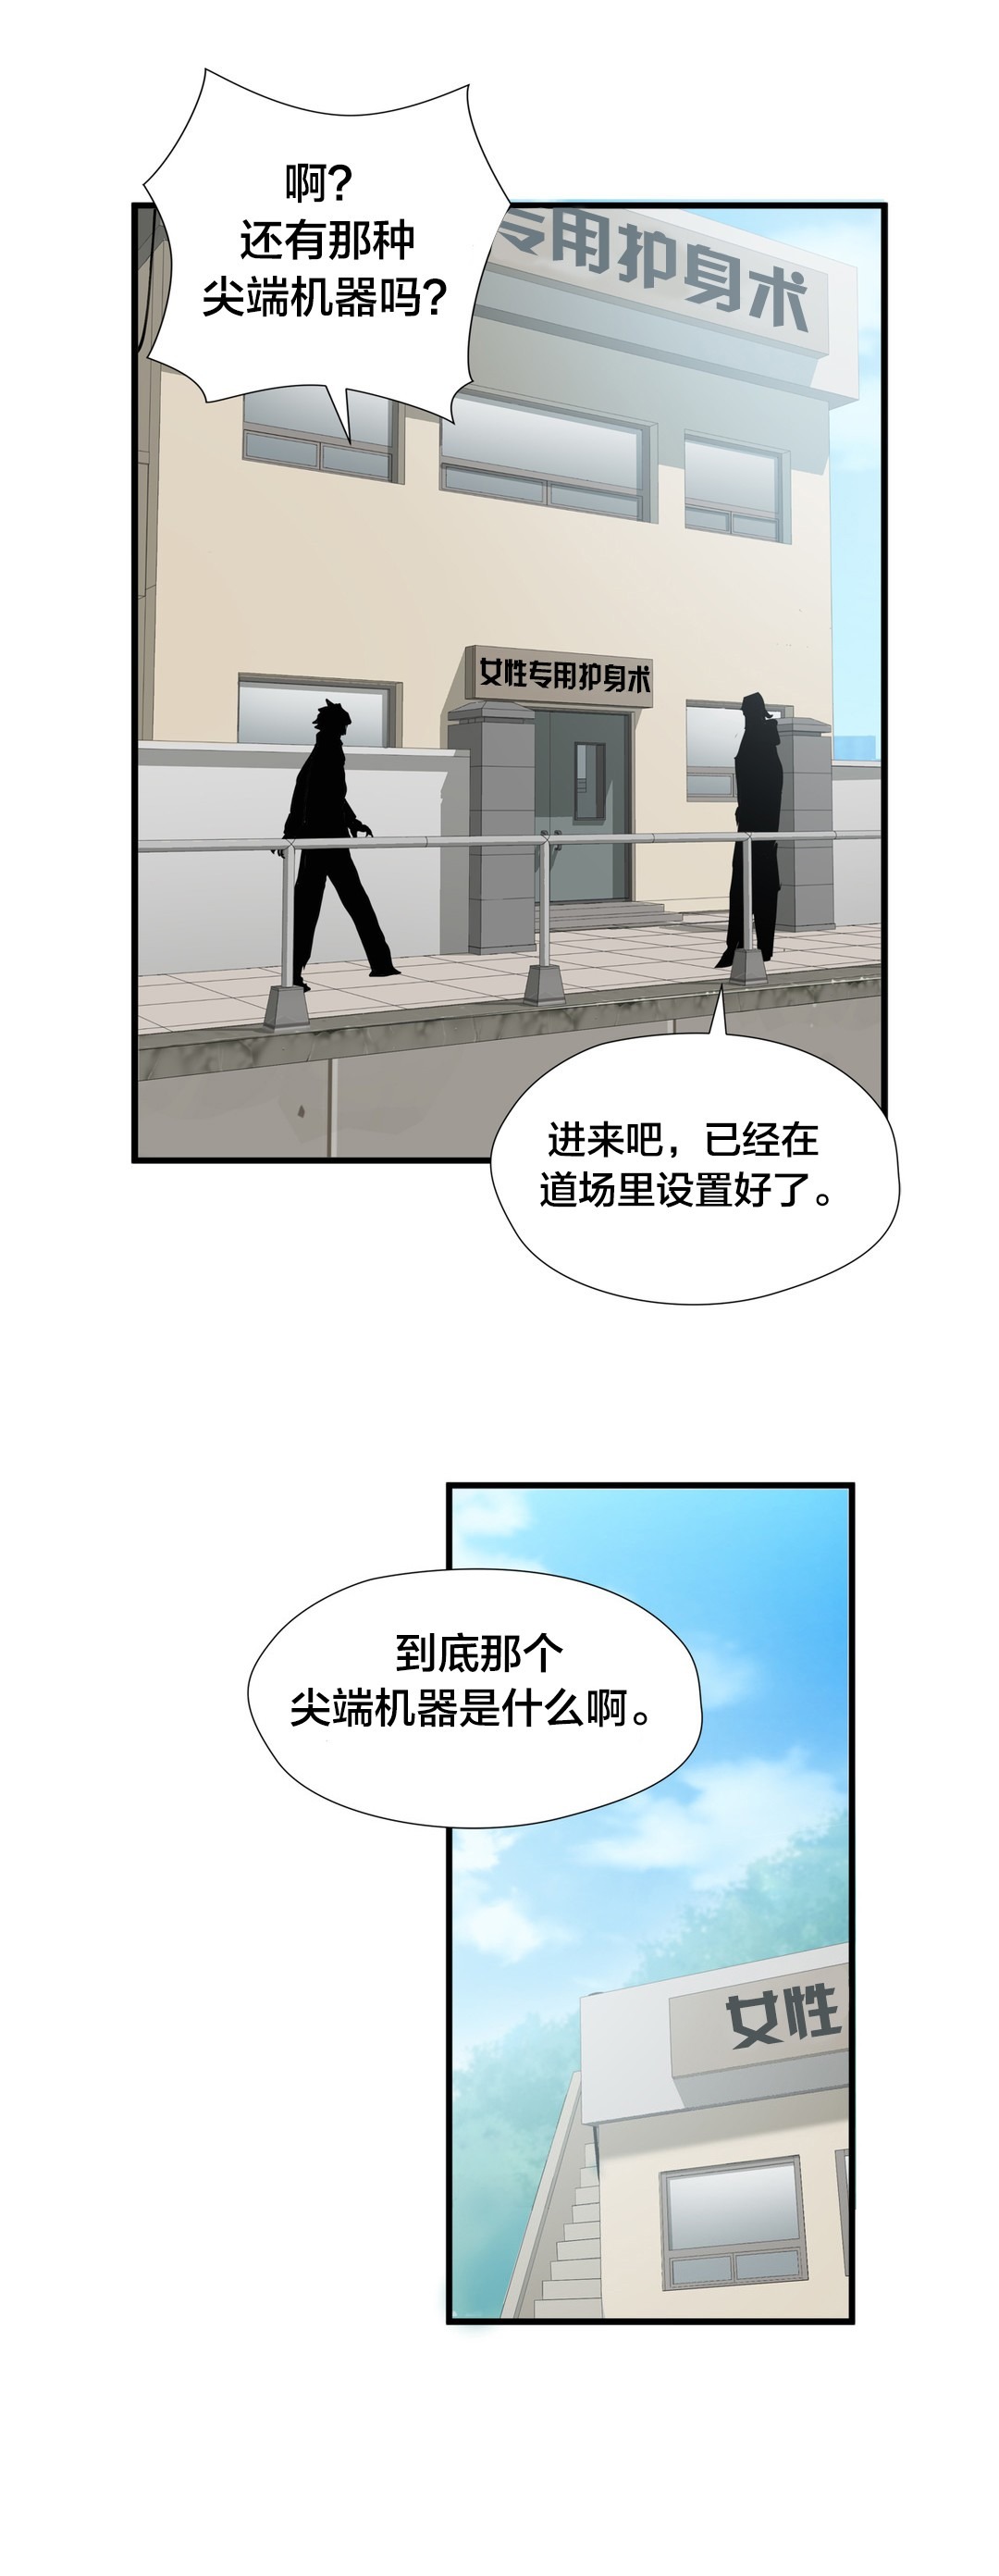 啊?
还有那种
尖端机器吗?
专用护身术
女性专用护身术
进来吧，已经在
道场里设置好了。
到底那个
尖端机器是什么啊。
女性